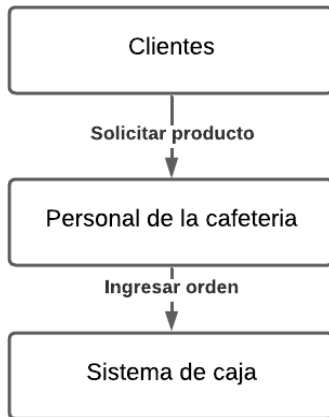 Clientes
Solicitar producto
Personal de la cafeteria
Ingresar orden
Sistema de caja